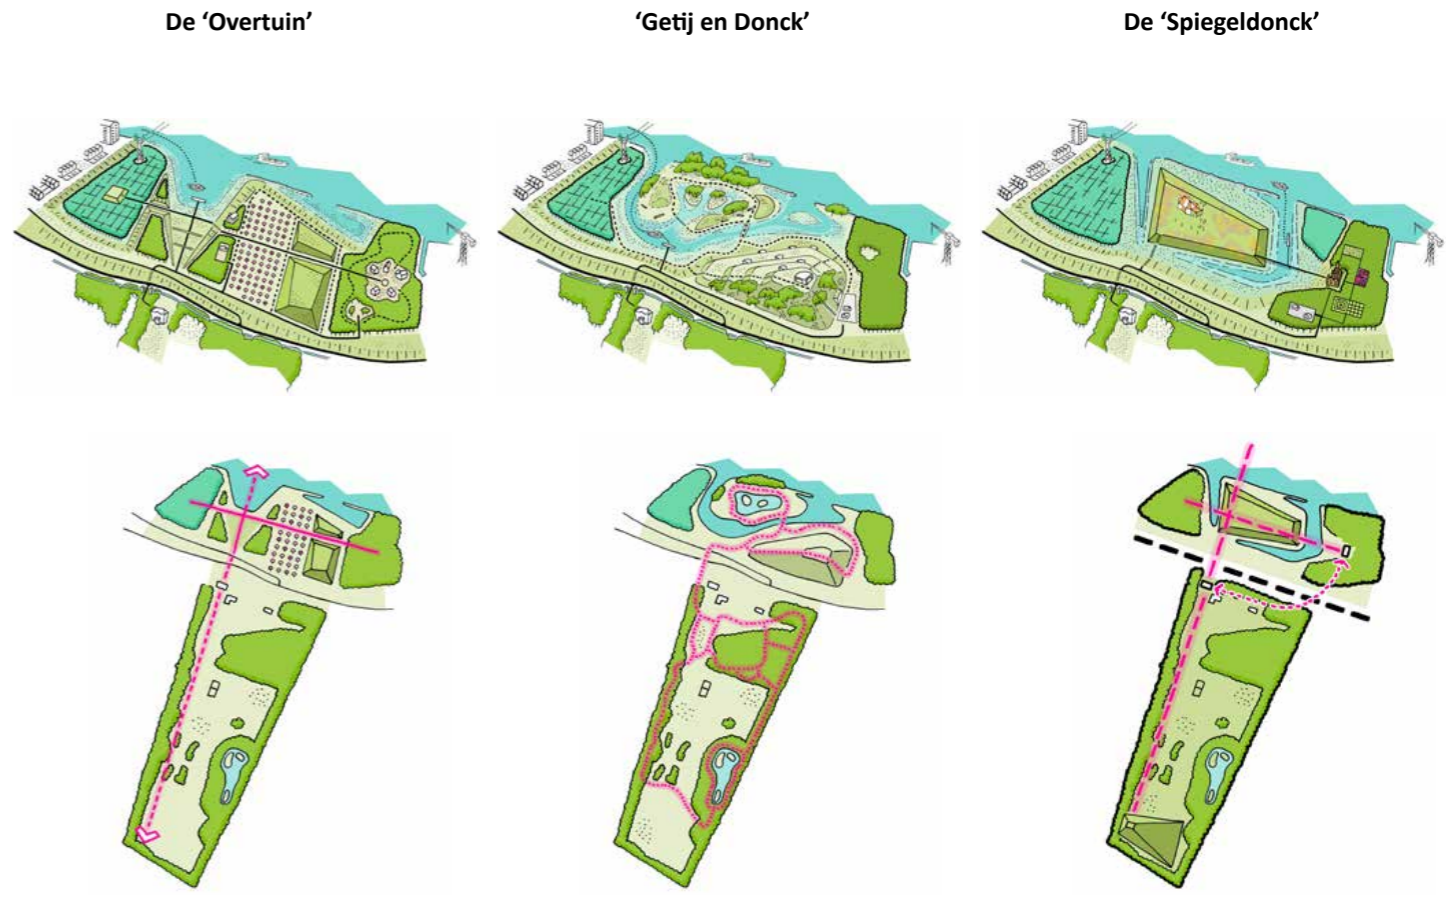 De ‘Overtuin’
‘Getij en Donck’
De ‘Spiegeldonck’